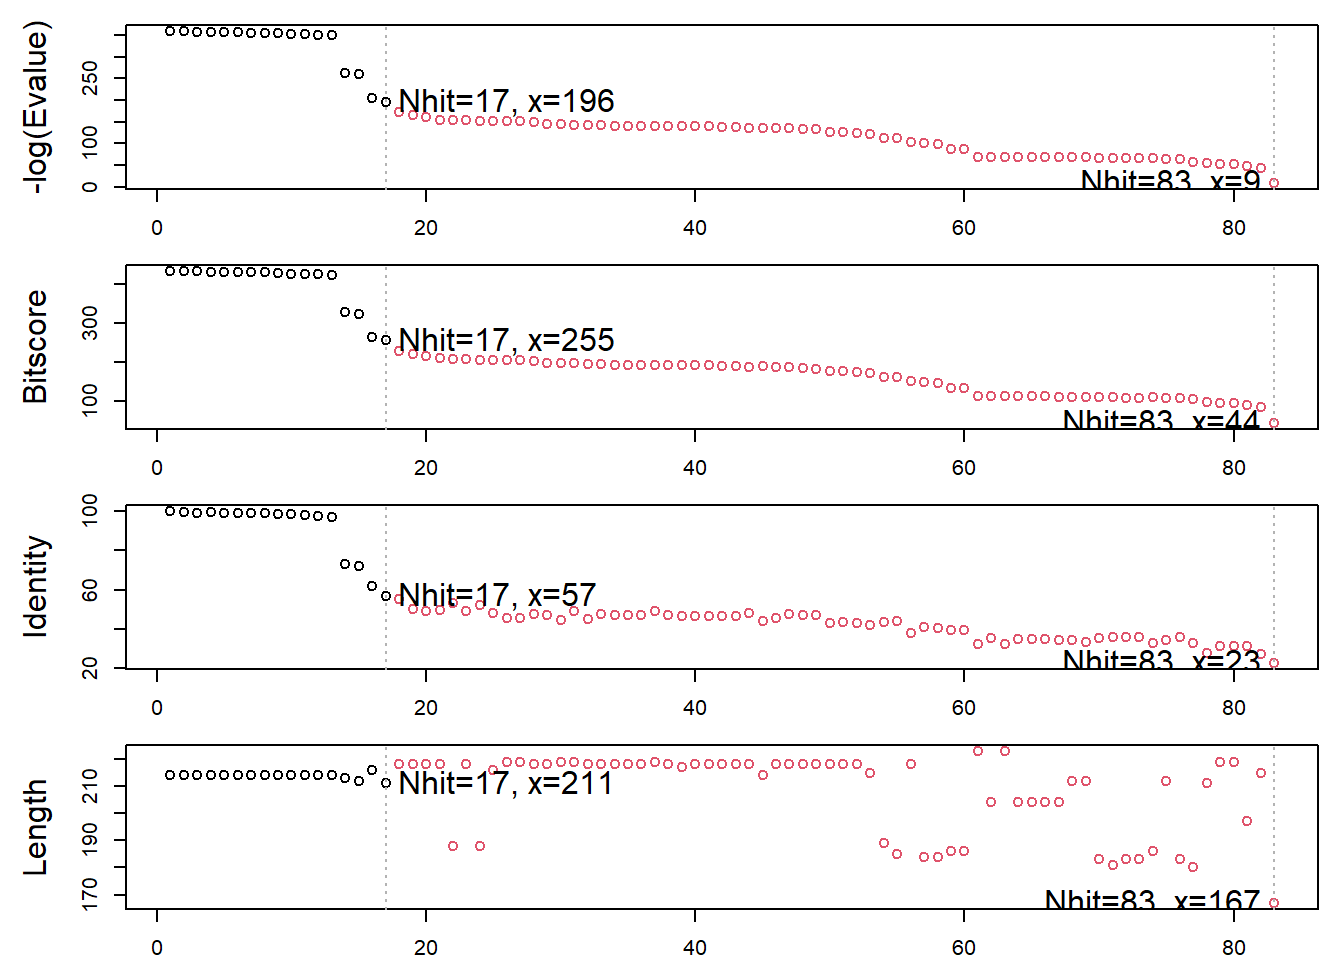 -log(Evalue)
250
100
0
Nhit=17, x=196
Nhit=83, x=9
0 20 40 60 80
Bitscore
300
100
Nhit=17, x=255
Nhit=83, x=44
0 20 40 60 80
Identity
100
60
20
Nhit=17, x=57
Nhit=83, x=23
0 20 40 60 80
Length
210
190
170
Nhit=17, x=211
Nhit=83, x=167
0 20 40 60 80